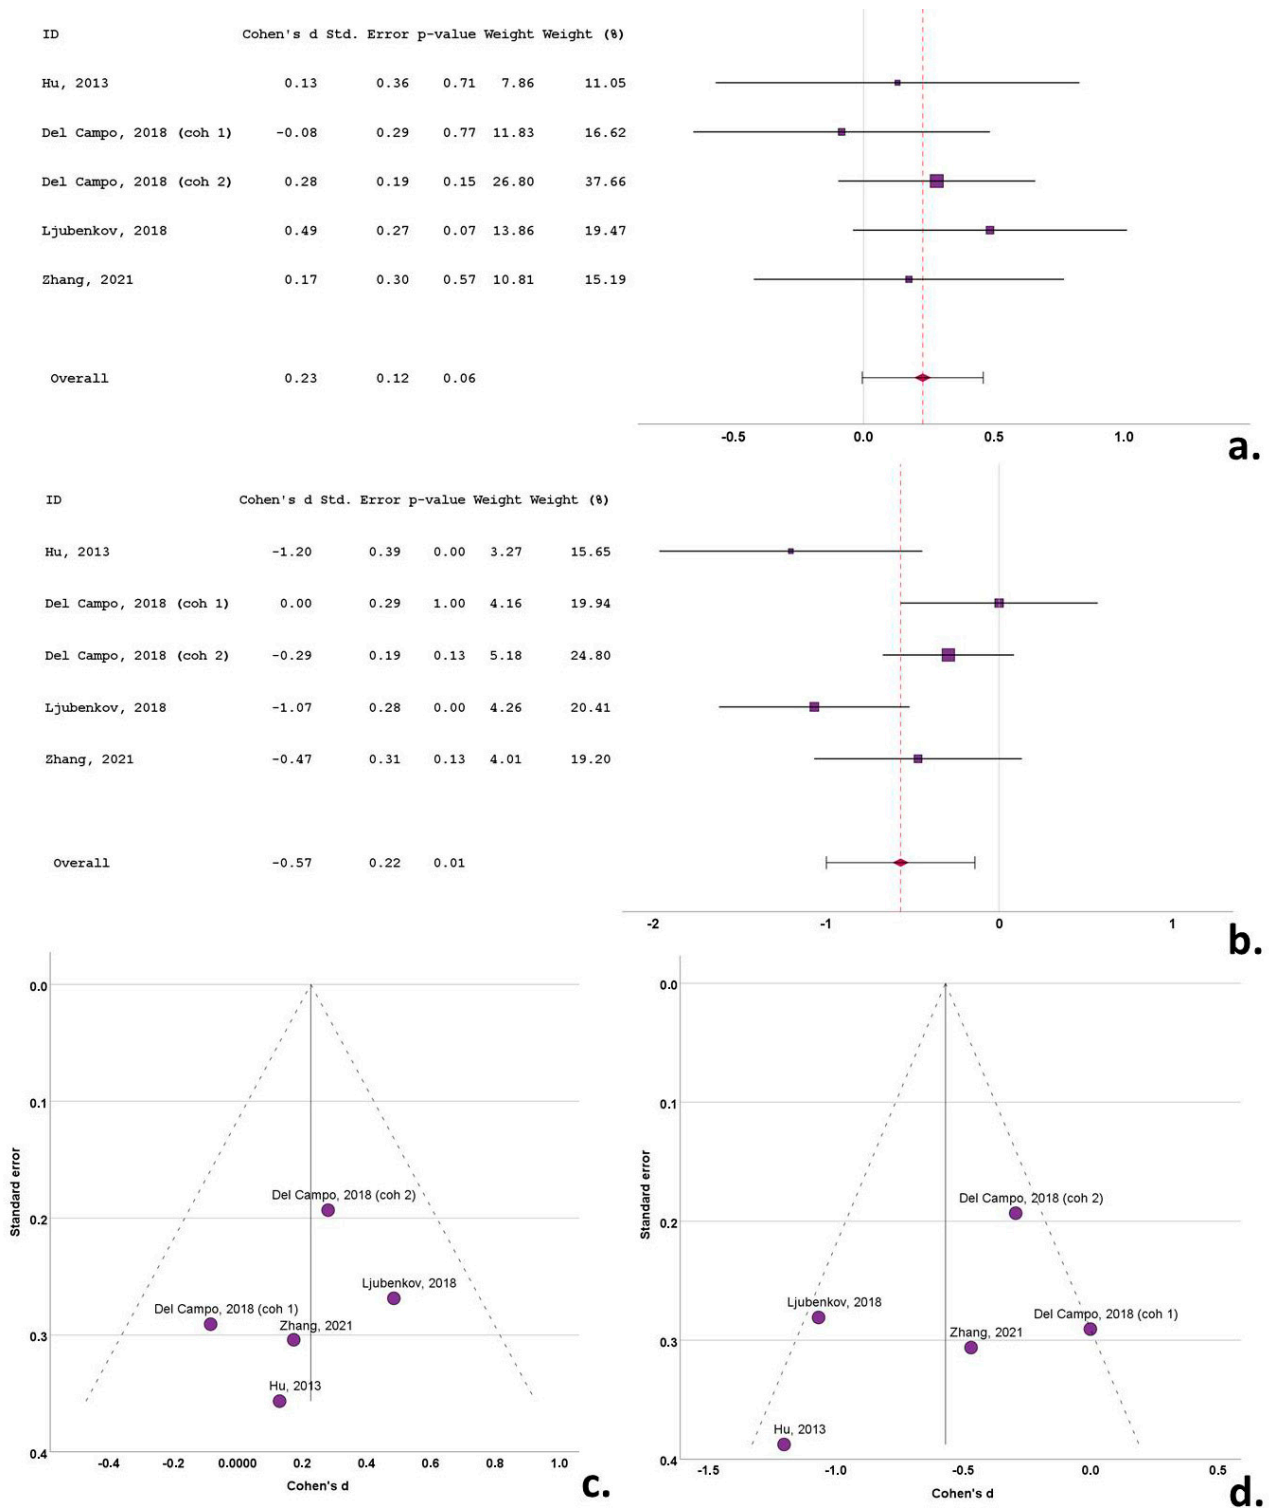 ID Cohen's d Std. Error p-value Weight Weight (%)
Hu, 2013 0.13 0.36 0.71 7.86 11.05
Del Campo, 2018 (coh 1) -0.08 0.29 0.77 11.83 16.62
Del Campo, 2018 (coh 2) 0.28 0.19 0.15 26.80 37.66
Ljubenkov, 2018 0.49 0.27 0.07 13.86 19.47
Zhang, 2021 0.17 0.30 0.57 10.81 15.19
Overall 0.23 0.12 0.06
-0.5 0.0 0.5 1.0
a.
ID Cohen's d Std. Error p-value Weight Weight (%)
Hu, 2013 -1.20 0.39 0.00 3.27 15.65
Del Campo, 2018 (coh 1) 0.00 0.29 1.00 4.16 19.94
Del Campo, 2018 (coh 2) -0.29 0.19 0.13 5.18 24.80
Ljubenkov, 2018 -1.07 0.28 0.00 4.26 20.41
Zhang, 2021 -0.47 0.31 0.13 4.01 19.20
Overall -0.57 0.22 0.01
-2 -1 0 1
b.
0.0
0.1
0.2
0.3
0.4
Standard error
Del Campo, 2018 (coh 2)
Ljubenkov, 2018
Del Campo, 2018 (coh 1)
Zhang, 2021
Hu, 2013
-0.4 -0.2 0.0000 0.2 0.4 0.6 0.8 1.0
Cohen's d
c.
0.0
0.1
0.2
0.3
0.4
Standard error
Del Campo, 2018 (coh 2)
Ljubenkov, 2018
Del Campo, 2018 (coh 1)
Zhang, 2021
Hu, 2013
-1.5 -1.0 -0.5 0.0 0.5
Cohen's d
d.